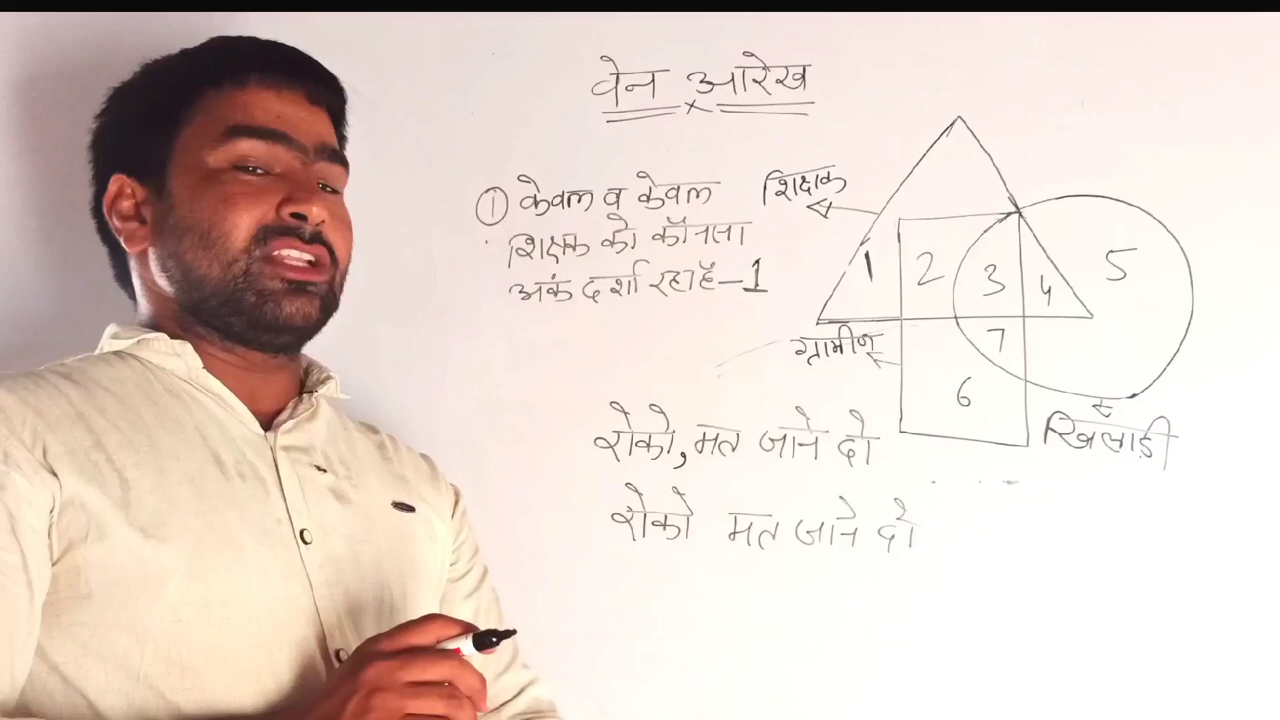 वेन × आरेख
① केवल व केवल
शिक्षक को कौनसा
अकं दर्शा रहा हैं - 1
शिक्षक
1 2 3 4 5
ग्रामीण
7
6
खिलाड़ी
रोको, मत जाने दो
रोको मत जाने दो